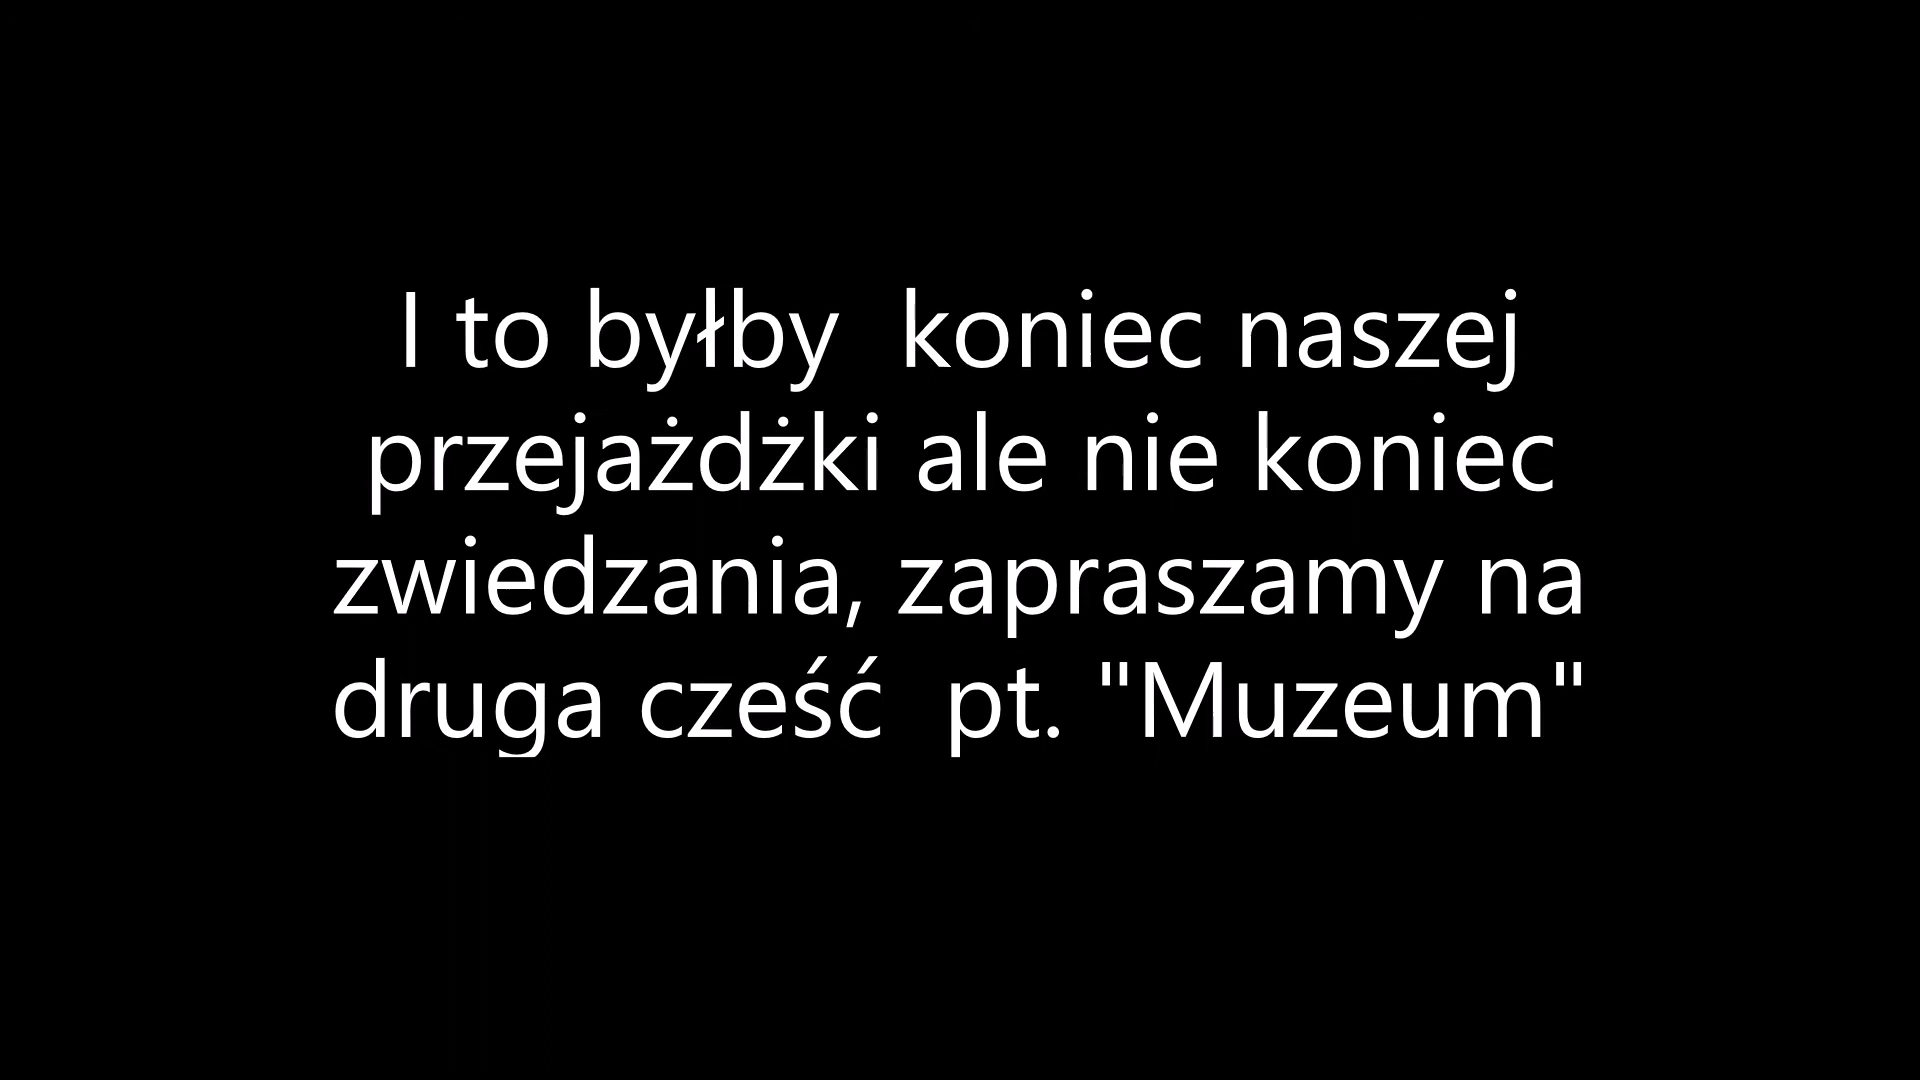 I to byłby  koniec naszej
przejażdżki ale nie koniec
zwiedzania, zapraszamy na
druga cześć  pt. "Muzeum"